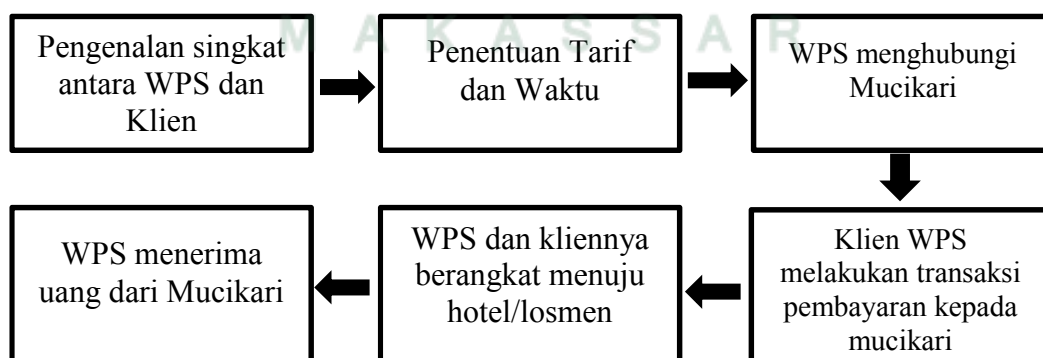 MAKASSAR
Pengenalan singkat
antara WPS dan
Klien
Penentuan Tarif
dan Waktu
WPS menghubungi
Mucikari
Klien WPS
melakukan transaksi
pembayaran kepada
mucikari
WPS dan kliennya
berangkat menuju
hotel/losmen
WPS menerima
uang dari Mucikari